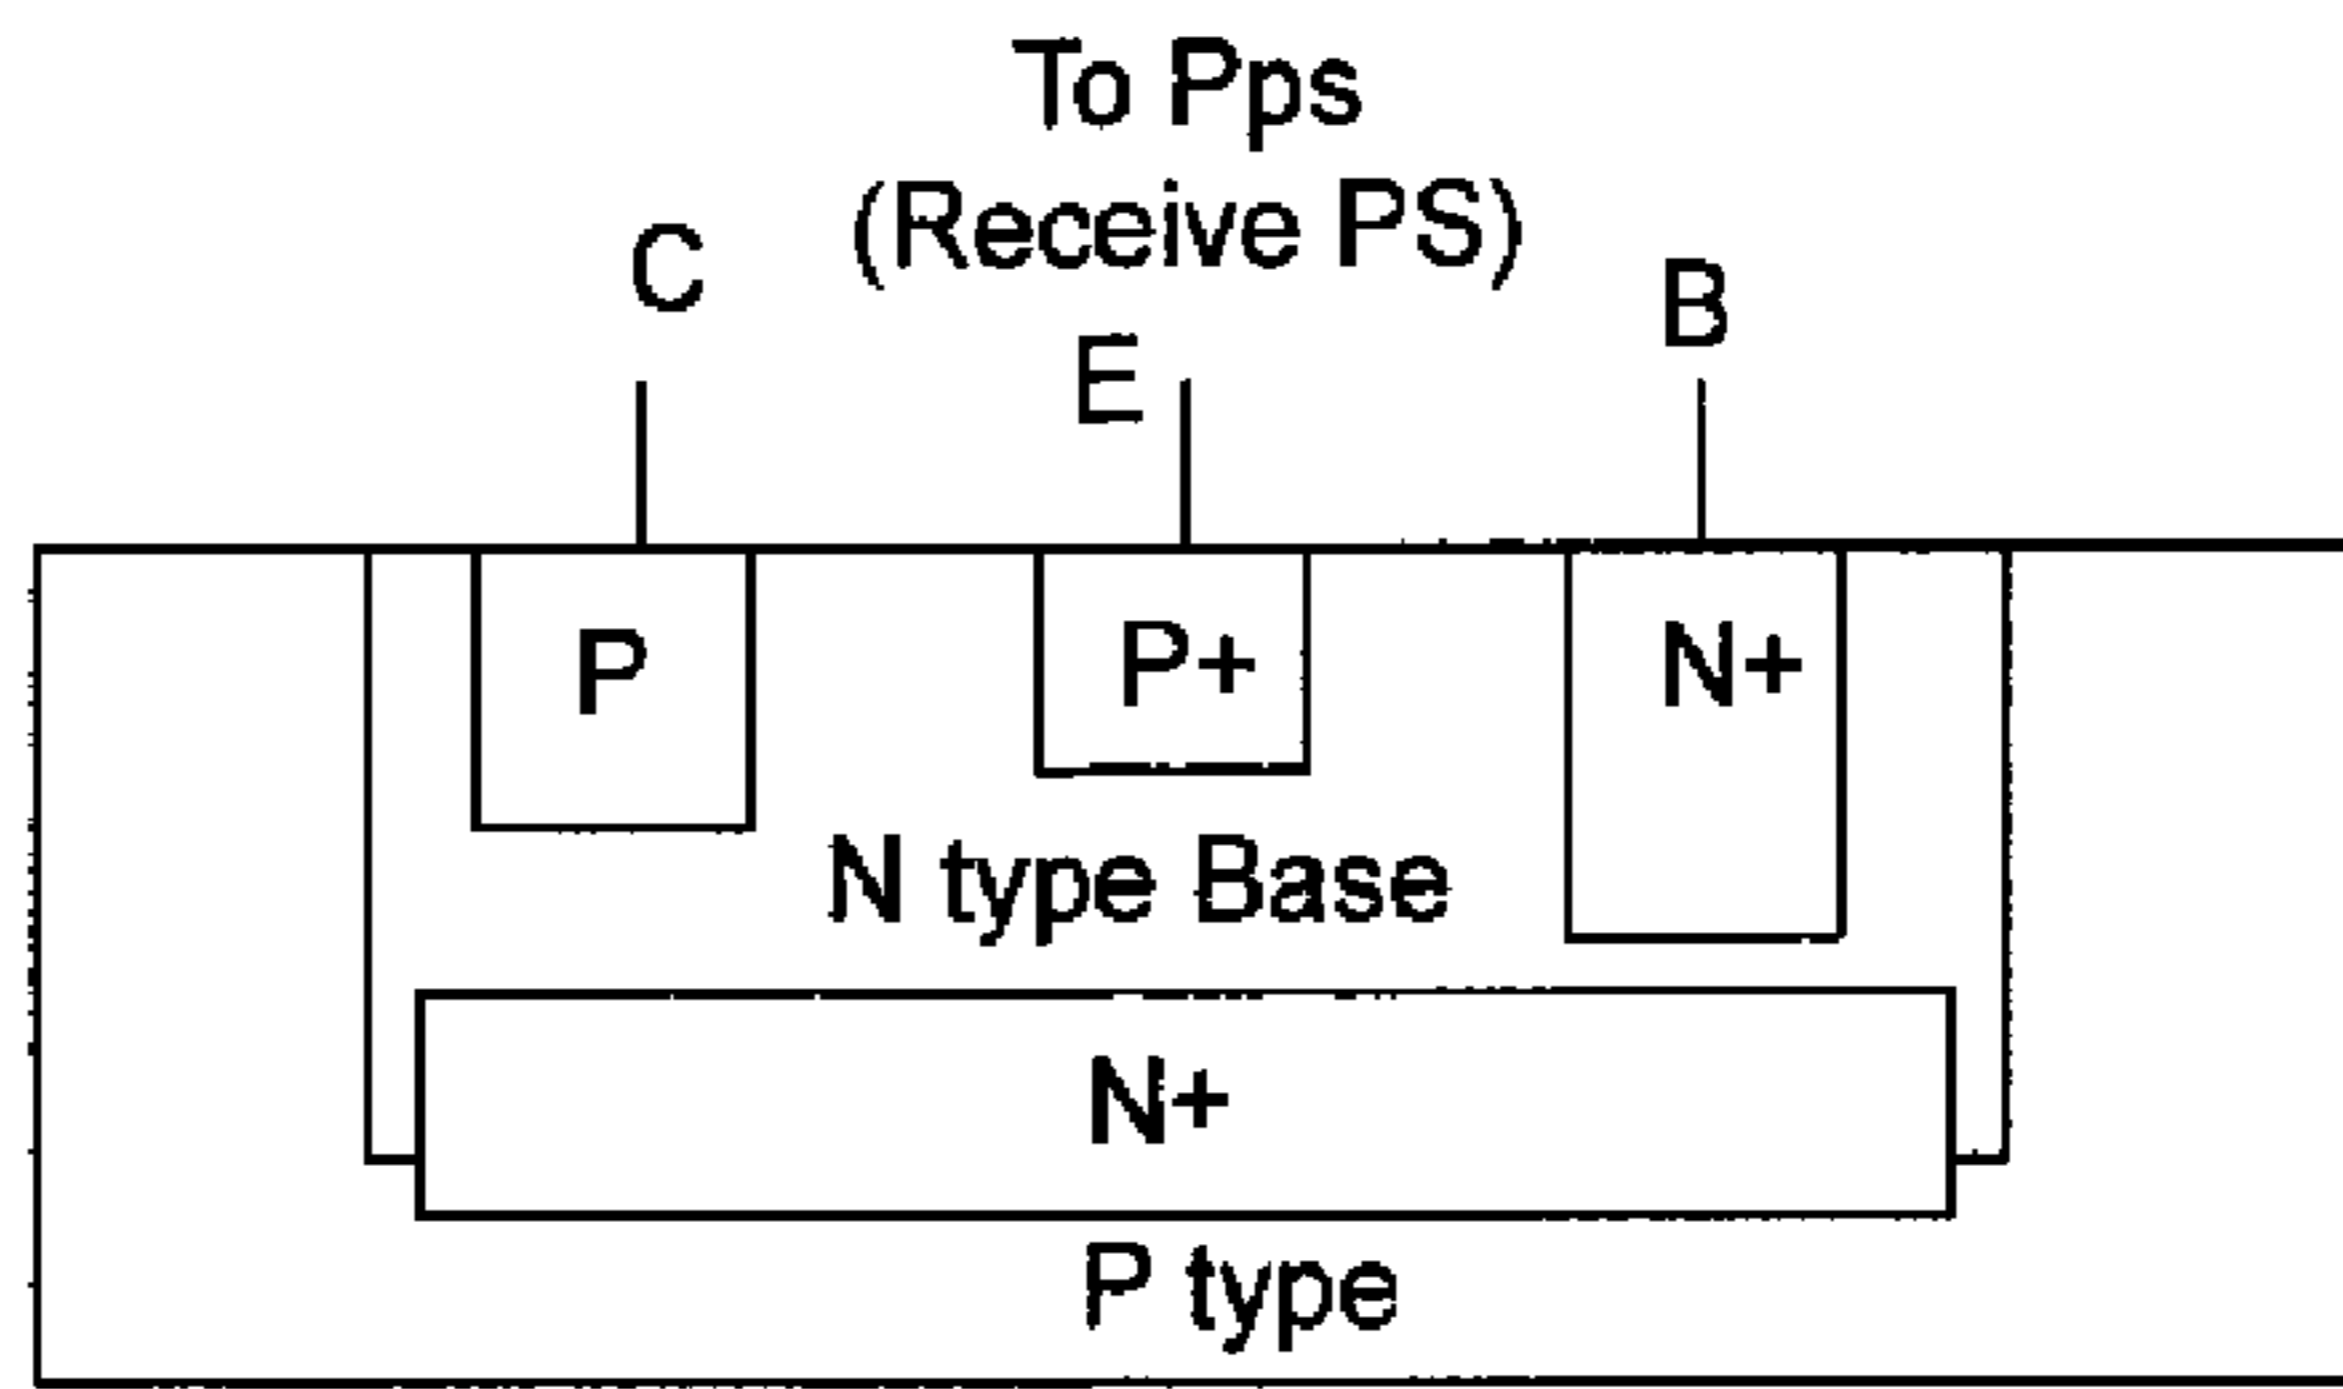 To Pps
(Receive PS)
C
E
B
P
P+
N+
N type Base
N+
P type